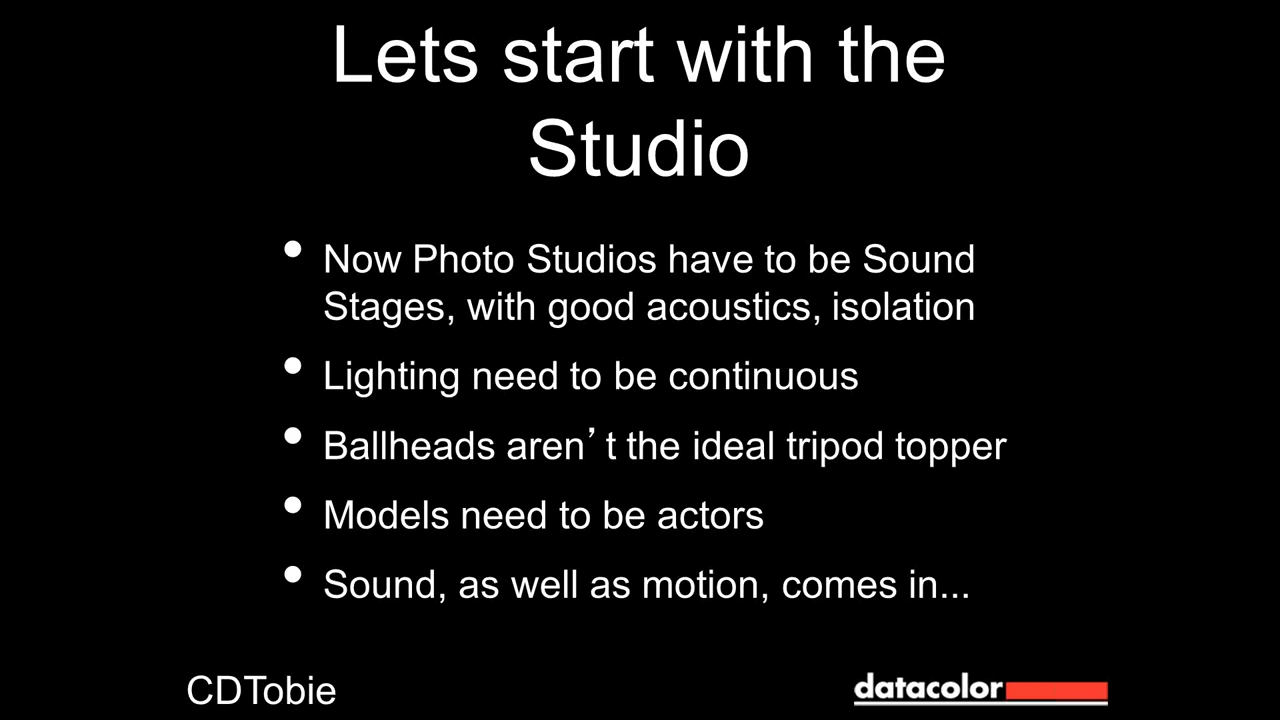 Lets start with the
Studio
• Now Photo Studios have to be Sound
Stages, with good acoustics, isolation
• Lighting need to be continuous
• Ballheads aren’t the ideal tripod topper
• Models need to be actors
• Sound, as well as motion, comes in...
CDTobie
datacolor